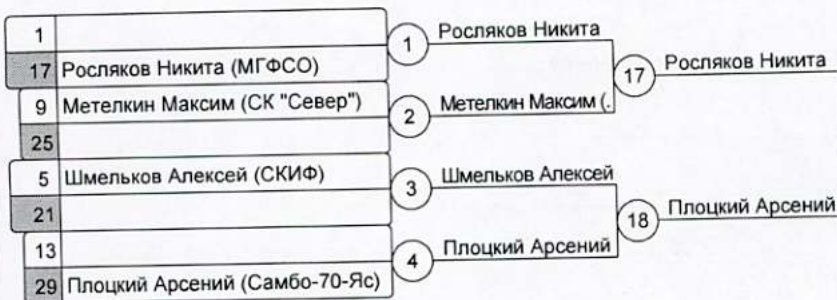 1
17 Росляков Никита (МГФСО)
9 Метелкин Максим (СК "Север")
25
5 Шмельков Алексей (СКИФ)
21
13
29 Плоцкий Арсений (Самбо-70-Яс)
1 Росляков Никита
2 Метелкин Максим (.
3 Шмельков Алексей
4 Плоцкий Арсений
17 Росляков Никита
18 Плоцкий Арсений